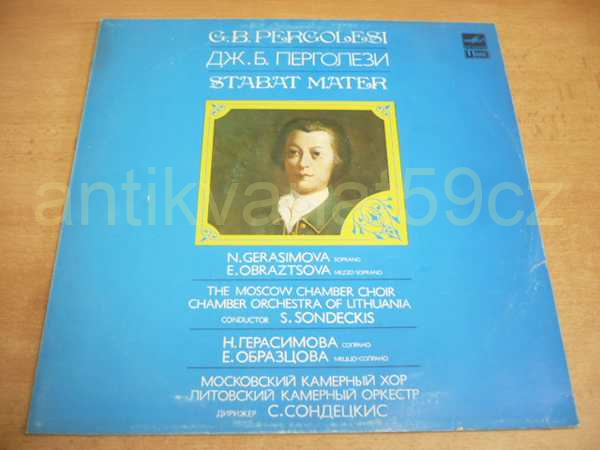 G. B. PERGOLESI
ДЖ. Б. ПЕРГОЛЕЗИ
STABAT MATER
antikvariat59cz
N. GERASIMOVA SOPRANO
E. OBRAZTSOVA MEZZO-SOPRANO
THE MOSCOW CHAMBER CHOIR
CHAMBER ORCHESTRA OF LITHUANIA
CONDUCTOR S. SONDECKIS
Н. ГЕРАСИМОВА СОПРАНО
Е. ОБРАЗЦОВА МЕЦЦО-СОПРАНО
МОСКОВСКИЙ КАМЕРНЫЙ ХОР
ЛИТОВСКИЙ КАМЕРНЫЙ ОРКЕСТР
ДИРИЖЕР С. СОНДЕЦКИС